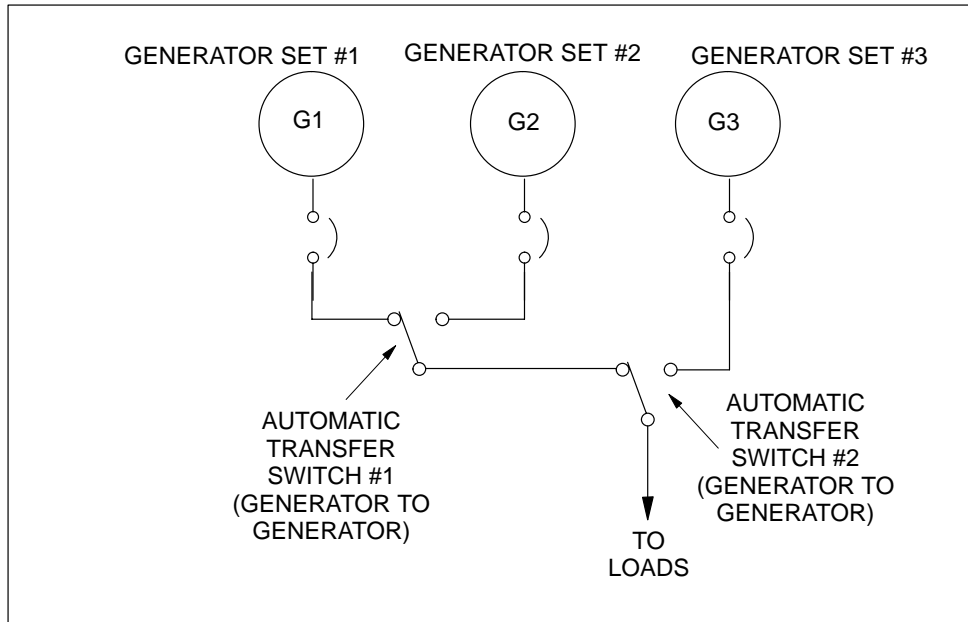 GENERATOR SET #1
GENERATOR SET #2
GENERATOR SET #3
G1
G2
G3
AUTOMATIC
TRANSFER
SWITCH #1
(GENERATOR TO
GENERATOR)
AUTOMATIC
TRANSFER
SWITCH #2
(GENERATOR TO
GENERATOR)
TO
LOADS